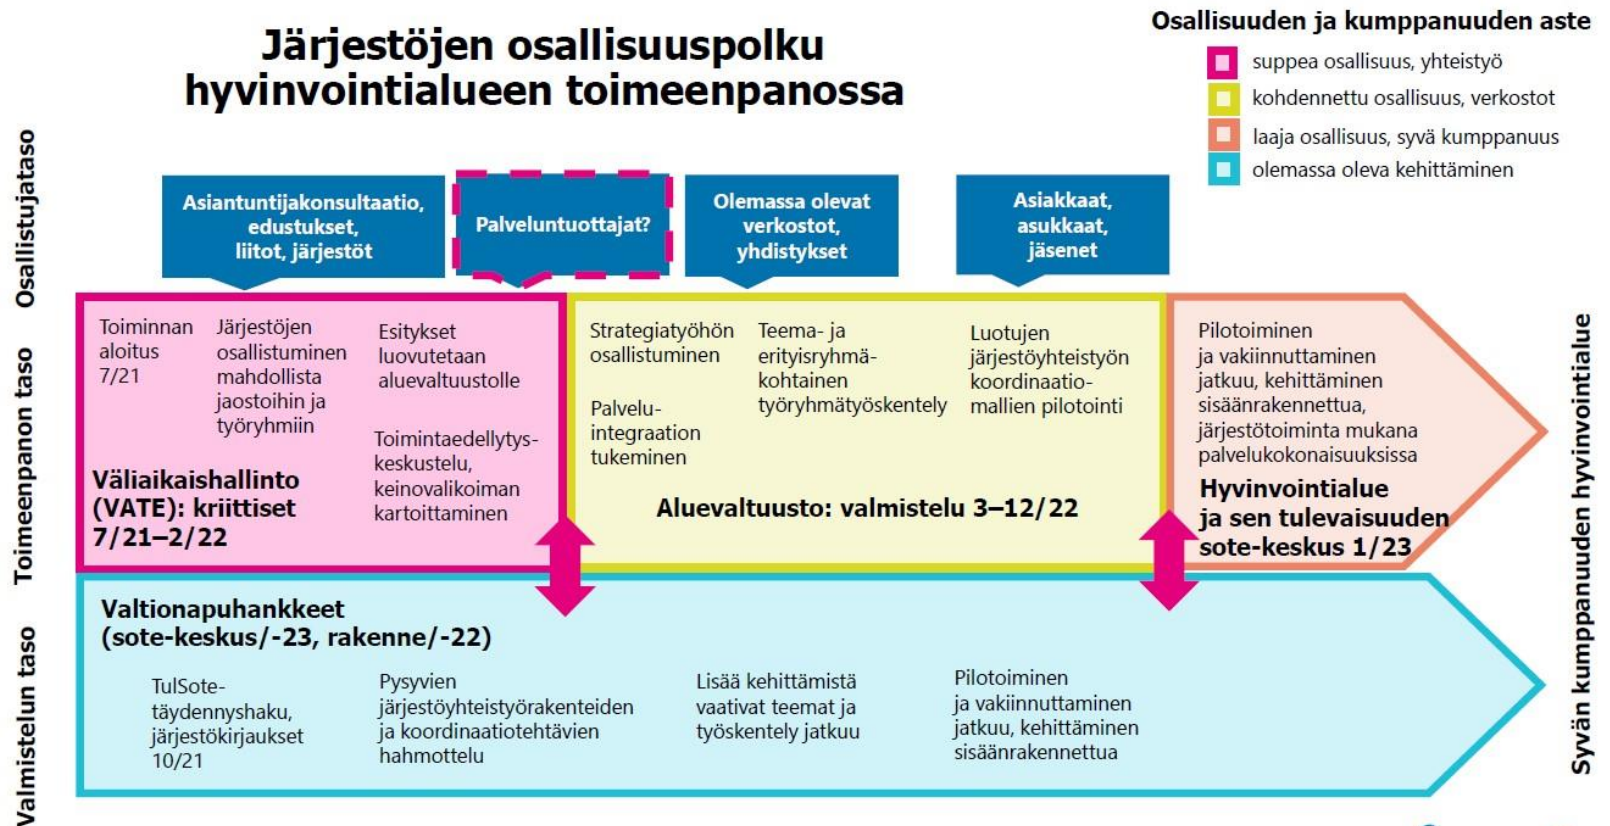 Järjestöjen osallisuuspolku
hyvinvointialueen toimeenpanossa
Osallisuuden ja kumppanuuden aste
suppea osallisuus, yhteistyö
kohdennettu osallisuus, verkostot
laaja osallisuus, syvä kumppanuus
olemassa oleva kehittäminen
Osallistujataso
Asiantuntijakonsultaatio,
edustukset,
liitot, järjestöt
Palveluntuottajat?
Olemassa olevat
verkostot,
yhdistykset
Asiakkaat,
asukkaat,
jäsenet
Toimeenpanon taso
Toiminnan
aloitus
7/21
Järjestöjen
osallistuminen
mahdollista
jaostoihin ja
työryhmiin
Esitykset
luovutetaan
aluevaltuustolle
Toimintaedellytys-
keskustelu,
keinovalikoiman
kartoittaminen
Väliaikaishallinto
(VATE): kriittiset
7/21–2/22
Strategiatyöhön
osallistuminen
Palvelu-
integraation
tukeminen
Teema- ja
erityisryhmä-
kohtainen
työryhmätyöskentely
Luotujen
järjestöyhteistyön
koordinaatio-
mallien pilotointi
Aluevaltuusto: valmistelu 3–12/22
Pilotoiminen
ja vakiinnuttaminen
jatkuu, kehittäminen
sisäänrakennettua,
järjestötoiminta mukana
palvelukokonaisuuksissa
Hyvinvointialue
ja sen tulevaisuuden
sote-keskus 1/23
Valmistelun taso
Valtionapuhankkeet
(sote-keskus/-23, rakenne/-22)
TulSote-
täydennyshaku,
järjestökirjaukset
10/21
Pysyvien
järjestöyhteistyörakenteiden
ja koordinaatiotehtävien
hahmottelu
Lisää kehittämistä
vaativat teemat ja
työskentely jatkuu
Pilotoiminen
ja vakiinnuttaminen
jatkuu, kehittäminen
sisäänrakennettua
Syvän kumppanuuden hyvinvointialue